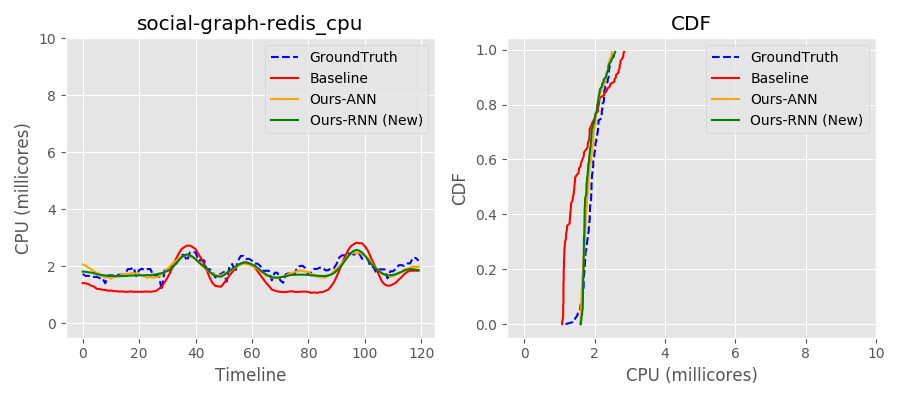 social-graph-redis_cpu
10
8
6
4
2
0
CPU (millicores)
GroundTruth
Baseline
Ours-ANN
Ours-RNN (New)
0 20 40 60 80 100 120
Timeline
CDF
1.0
0.8
0.6
0.4
0.2
0.0
CDF
GroundTruth
Baseline
Ours-ANN
Ours-RNN (New)
0 2 4 6 8 10
CPU (millicores)